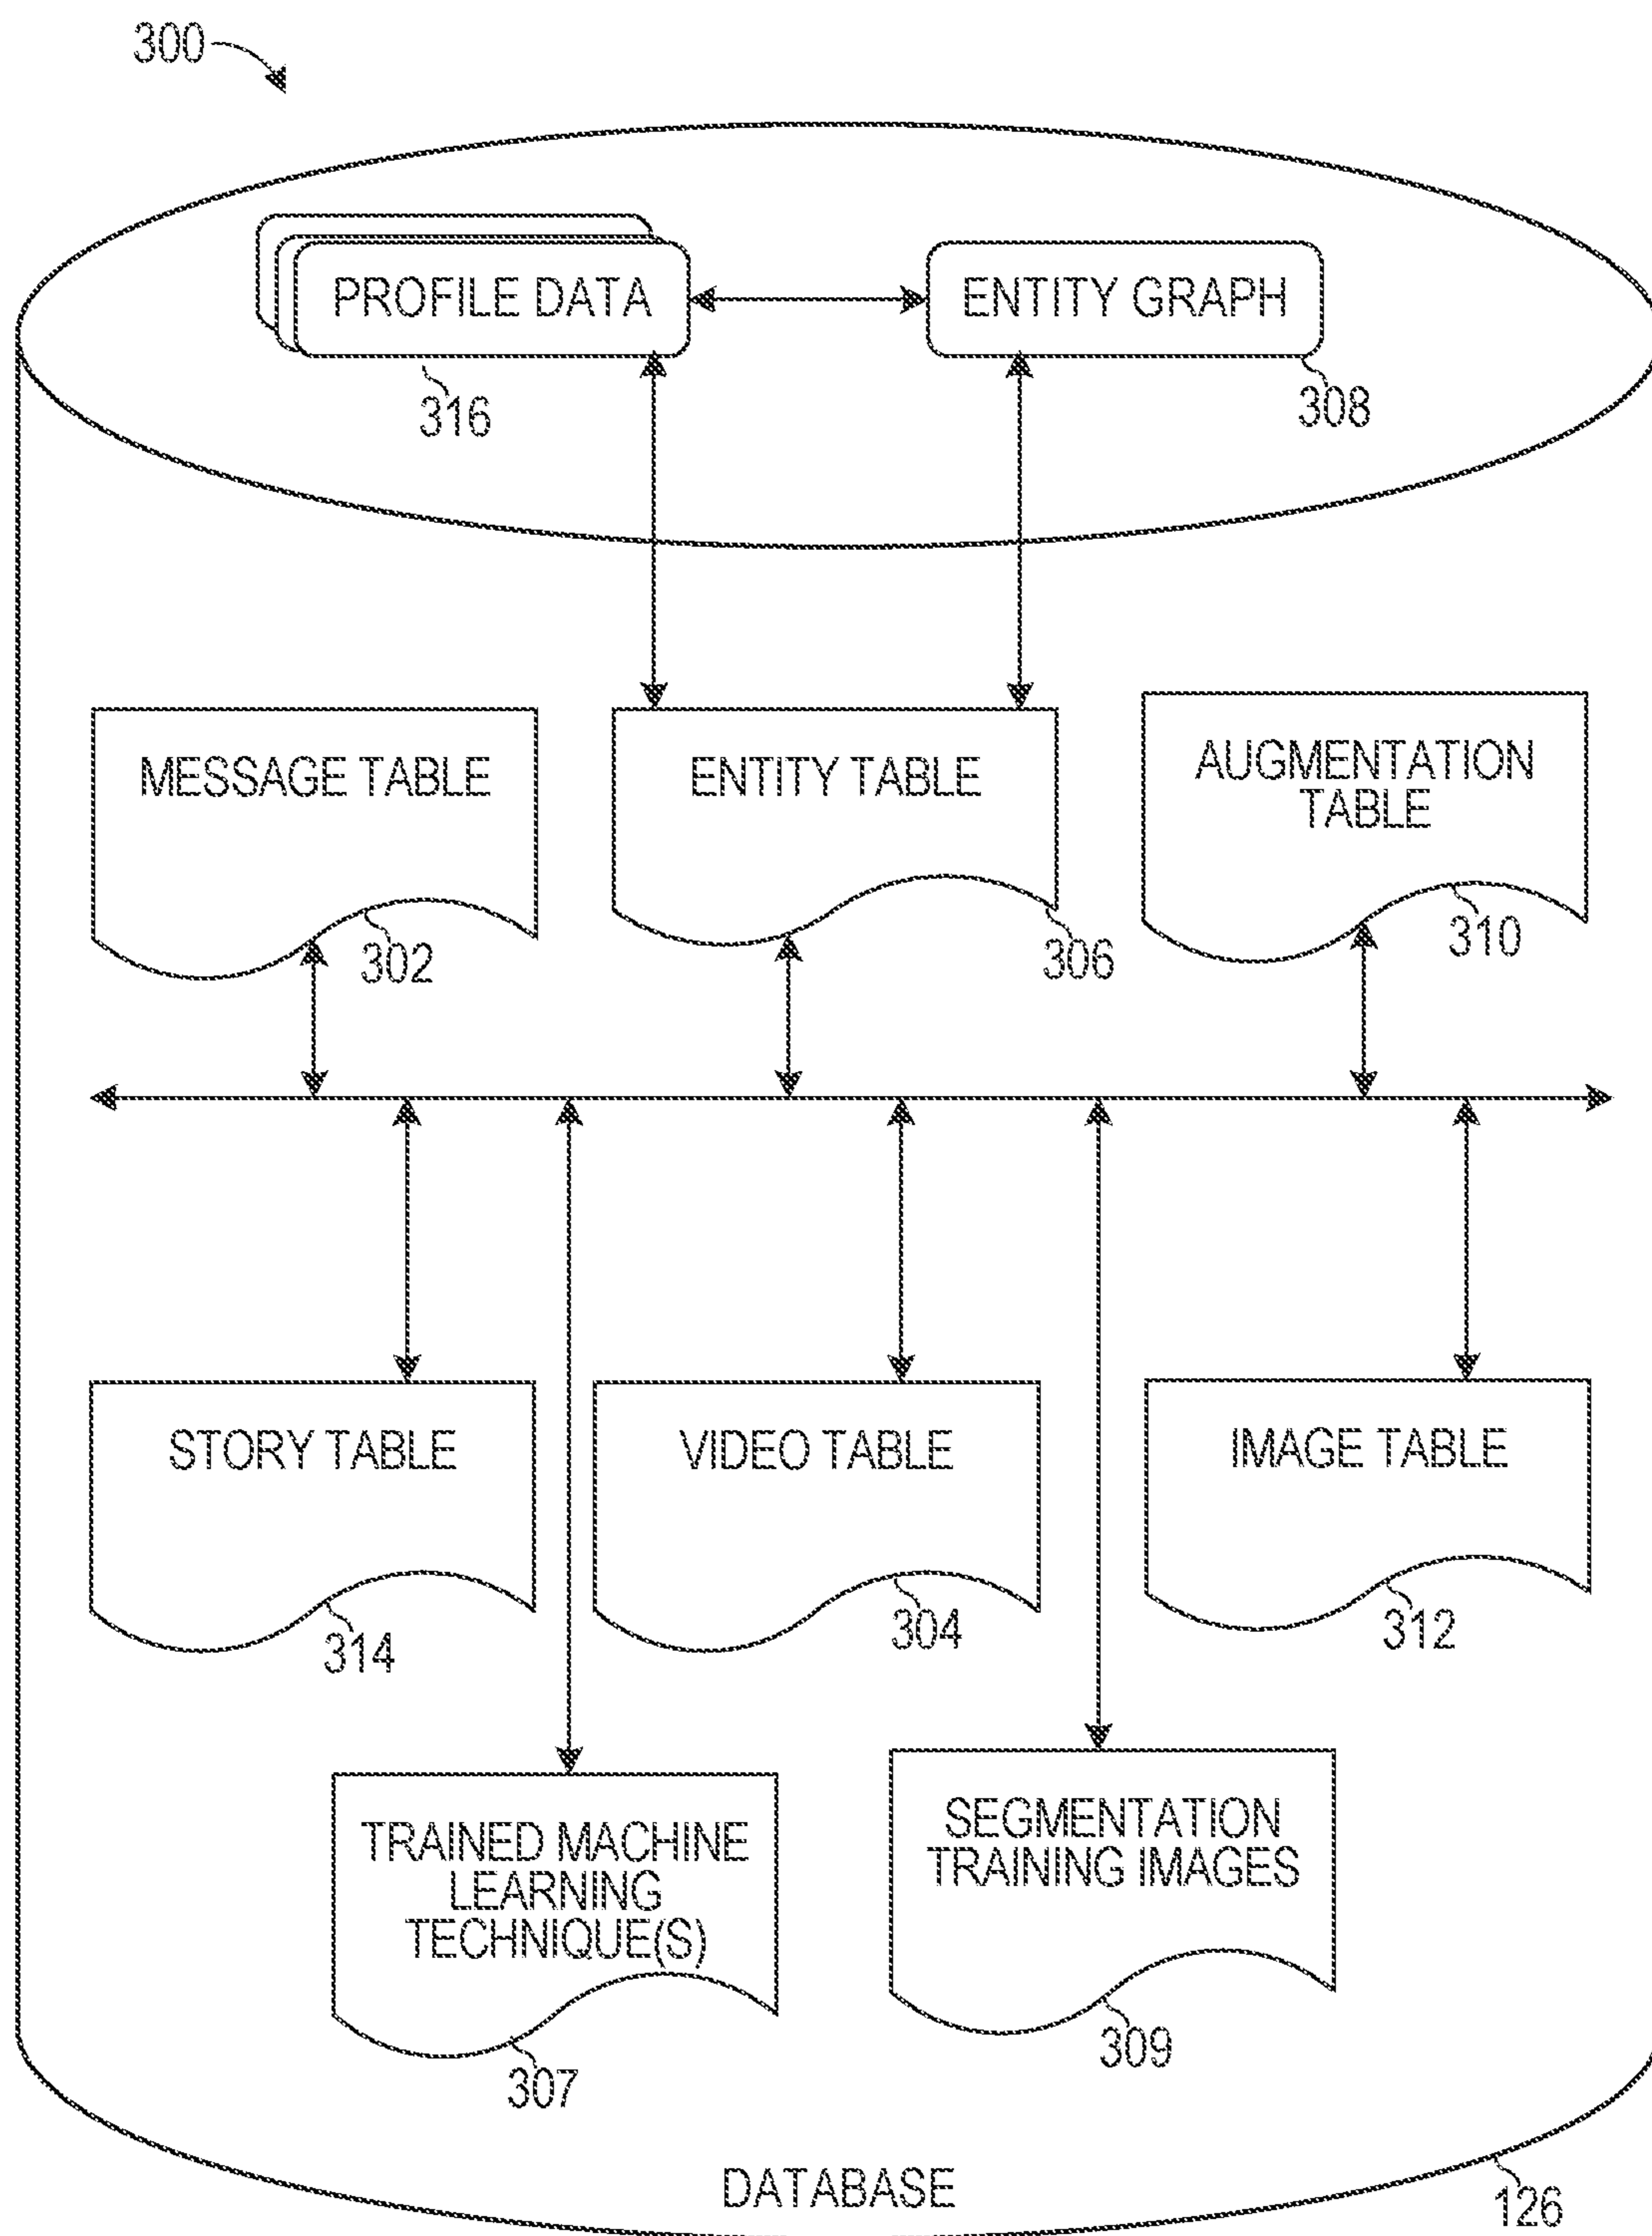 300
PROFILE DATA
ENTITY GRAPH
316
308
MESSAGE TABLE
ENTITY TABLE
AUGMENTATION
TABLE
302
306
310
STORY TABLE
VIDEO TABLE
IMAGE TABLE
314
304
312
TRAINED MACHINE
LEARNING
TECHNIQUE(S)
SEGMENTATION
TRAINING IMAGES
307
309
DATABASE
126